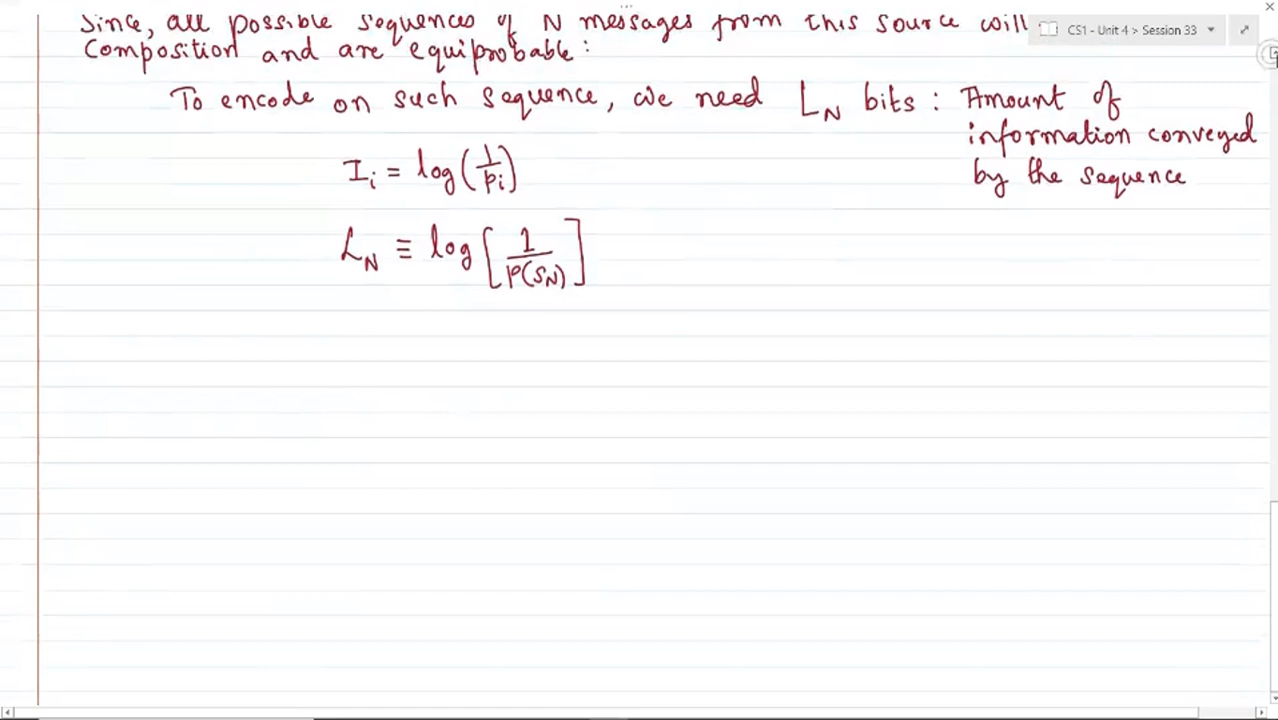 Since, all possible sequences of N messages from this source will
CS1 - Unit 4 > Session 33
Composition and are equiprobable :
To encode on such sequence, we need L_N bits : Amount of
information conveyed
by the sequence
I_i = log(1/p_i)
L_N ≡ log[1/P(S_N)]